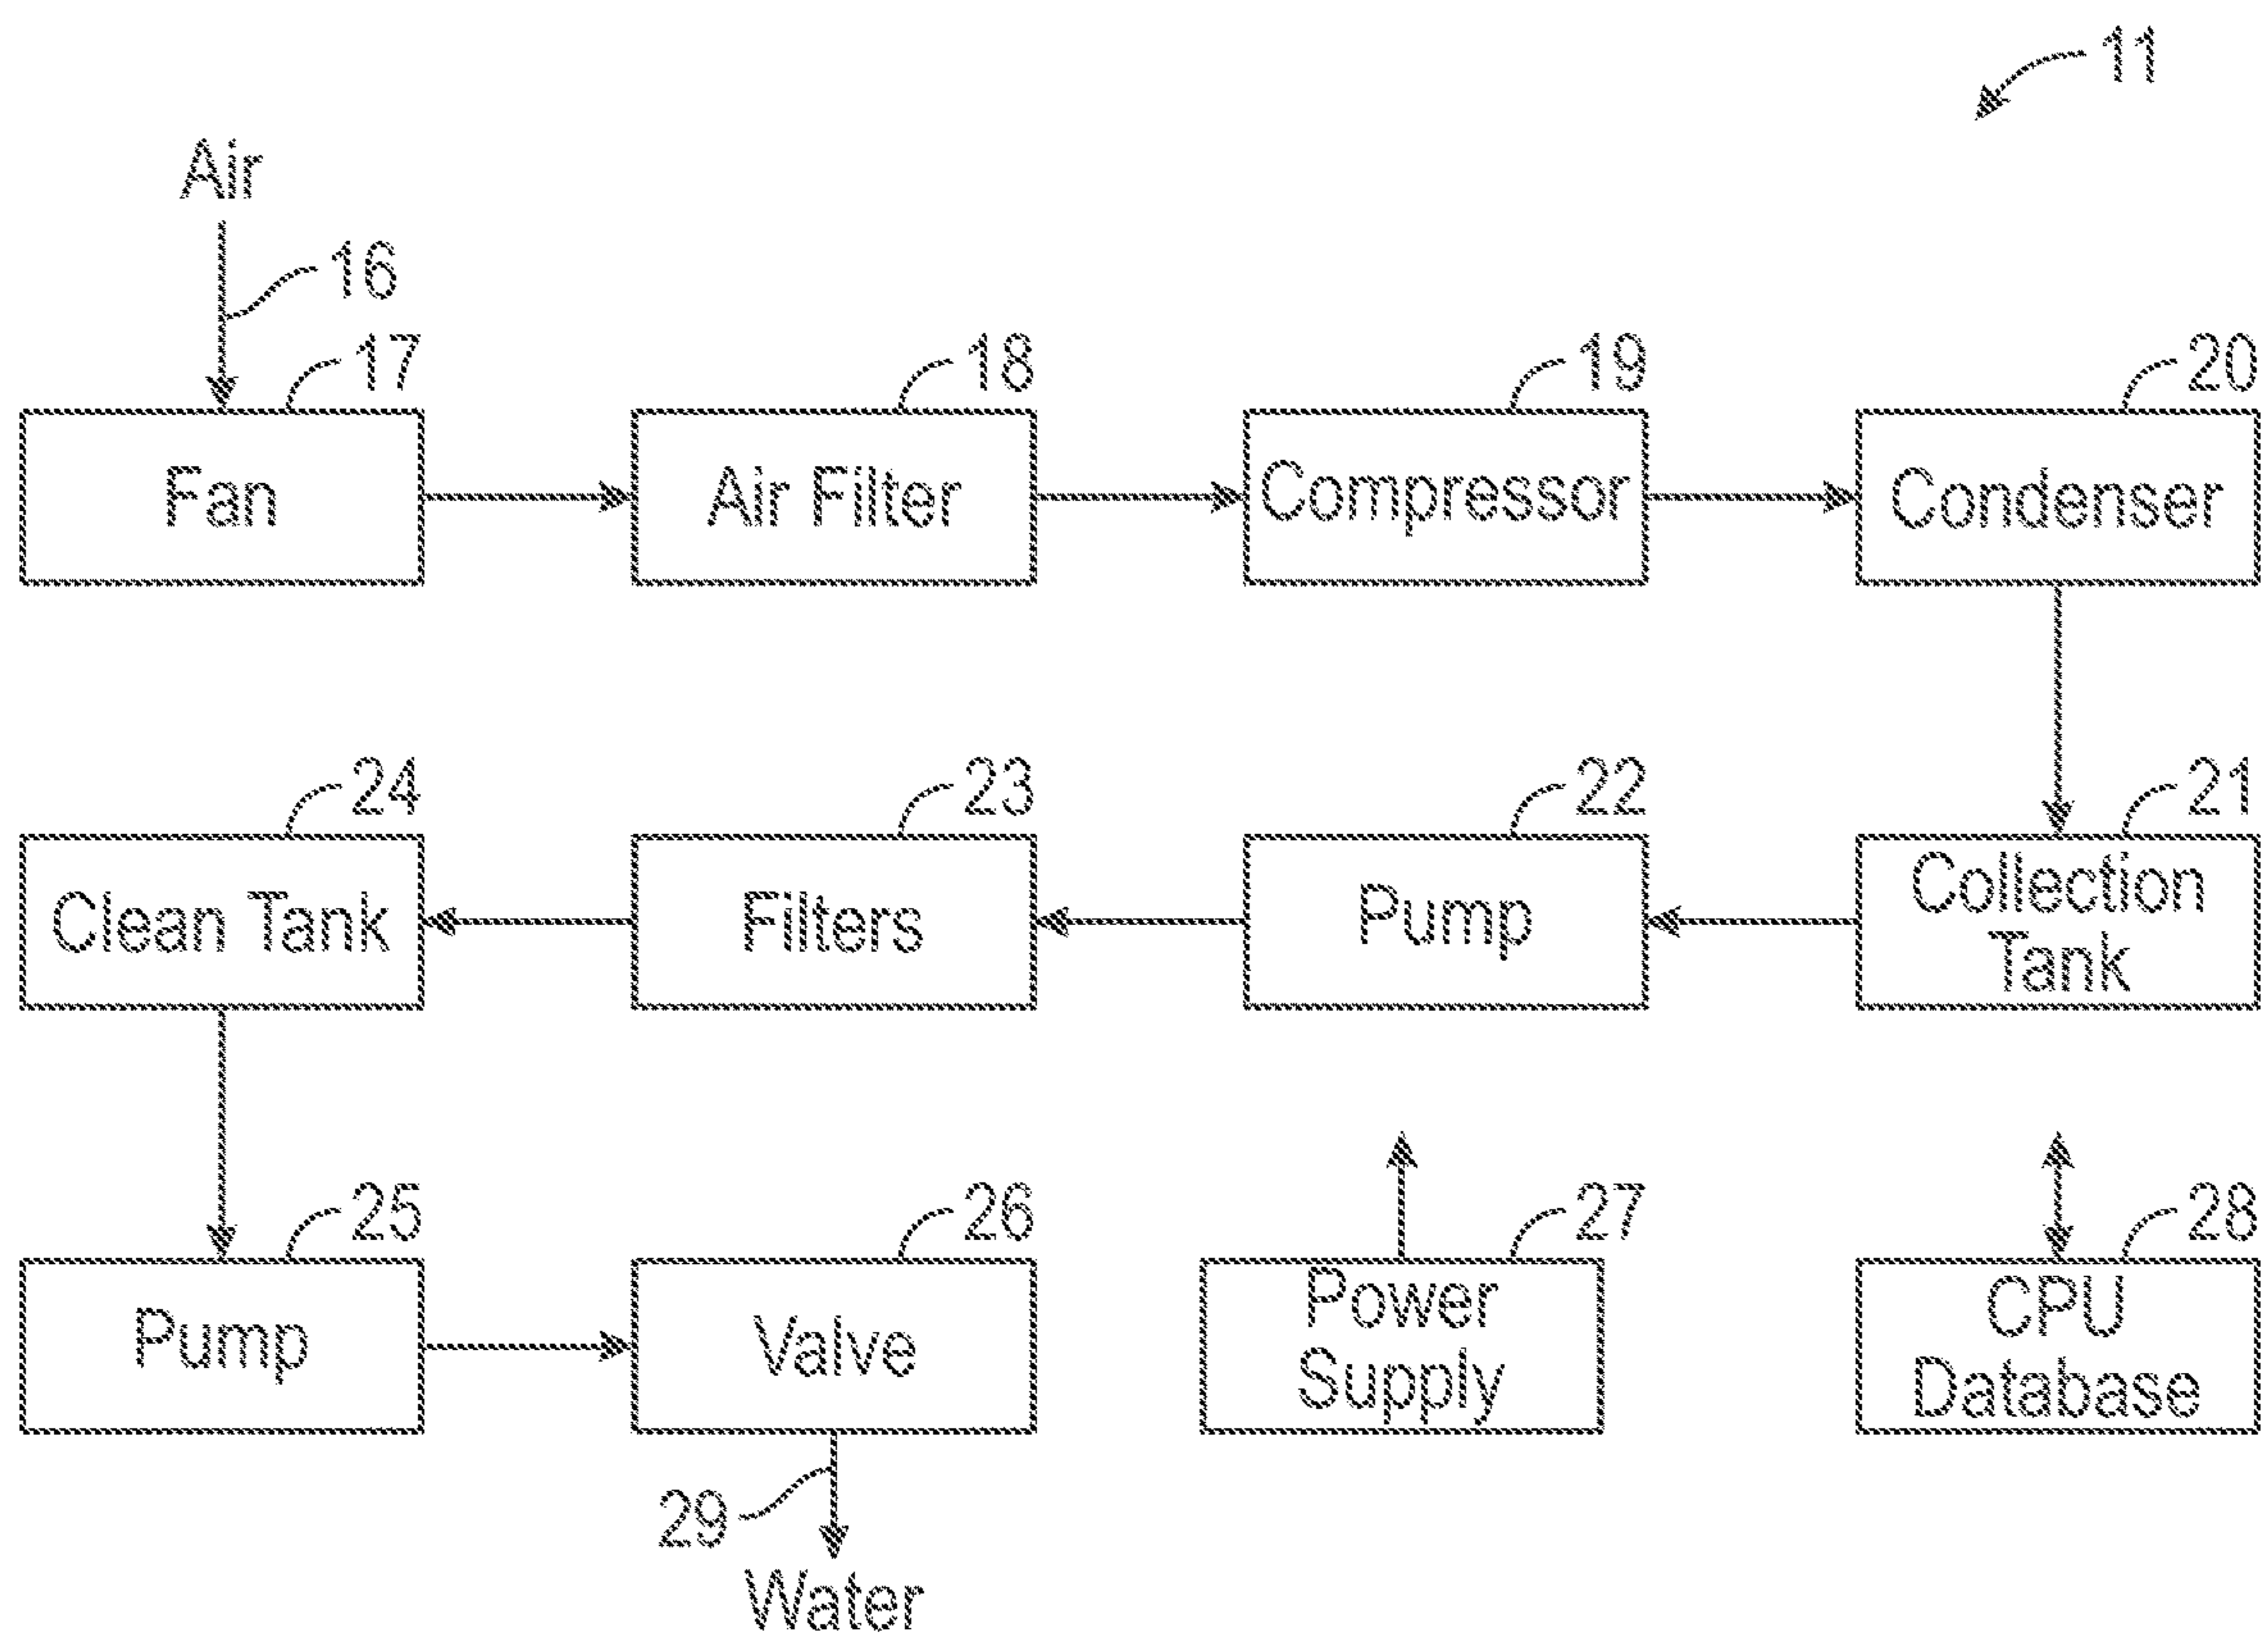 11
Air
16
17
18
19
20
Fan
Air Filter
Compressor
Condenser
24
23
22
21
Clean Tank
Filters
Pump
Collection
Tank
25
26
27
28
Pump
Valve
Power
Supply
CPU
Database
29
Water